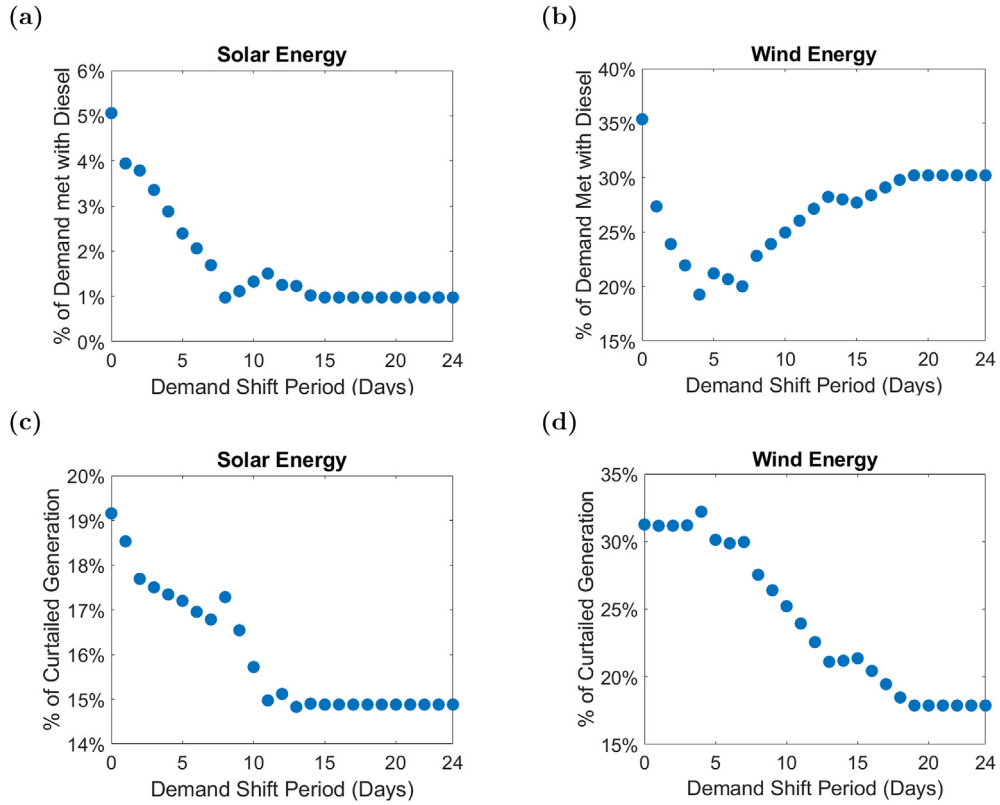 (a)
Solar Energy
% of Demand met with Diesel
6%
5%
4%
3%
2%
1%
0%
0 5 10 15 20 24
Demand Shift Period (Days)
(b)
Wind Energy
% of Demand Met with Diesel
40%
35%
30%
25%
20%
15%
0 5 10 15 20 24
Demand Shift Period (Days)
(c)
Solar Energy
% of Curtailed Generation
20%
19%
18%
17%
16%
15%
14%
0 5 10 15 20 24
Demand Shift Period (Days)
(d)
Wind Energy
% of Curtailed Generation
35%
30%
25%
20%
15%
0 5 10 15 20 24
Demand Shift Period (Days)